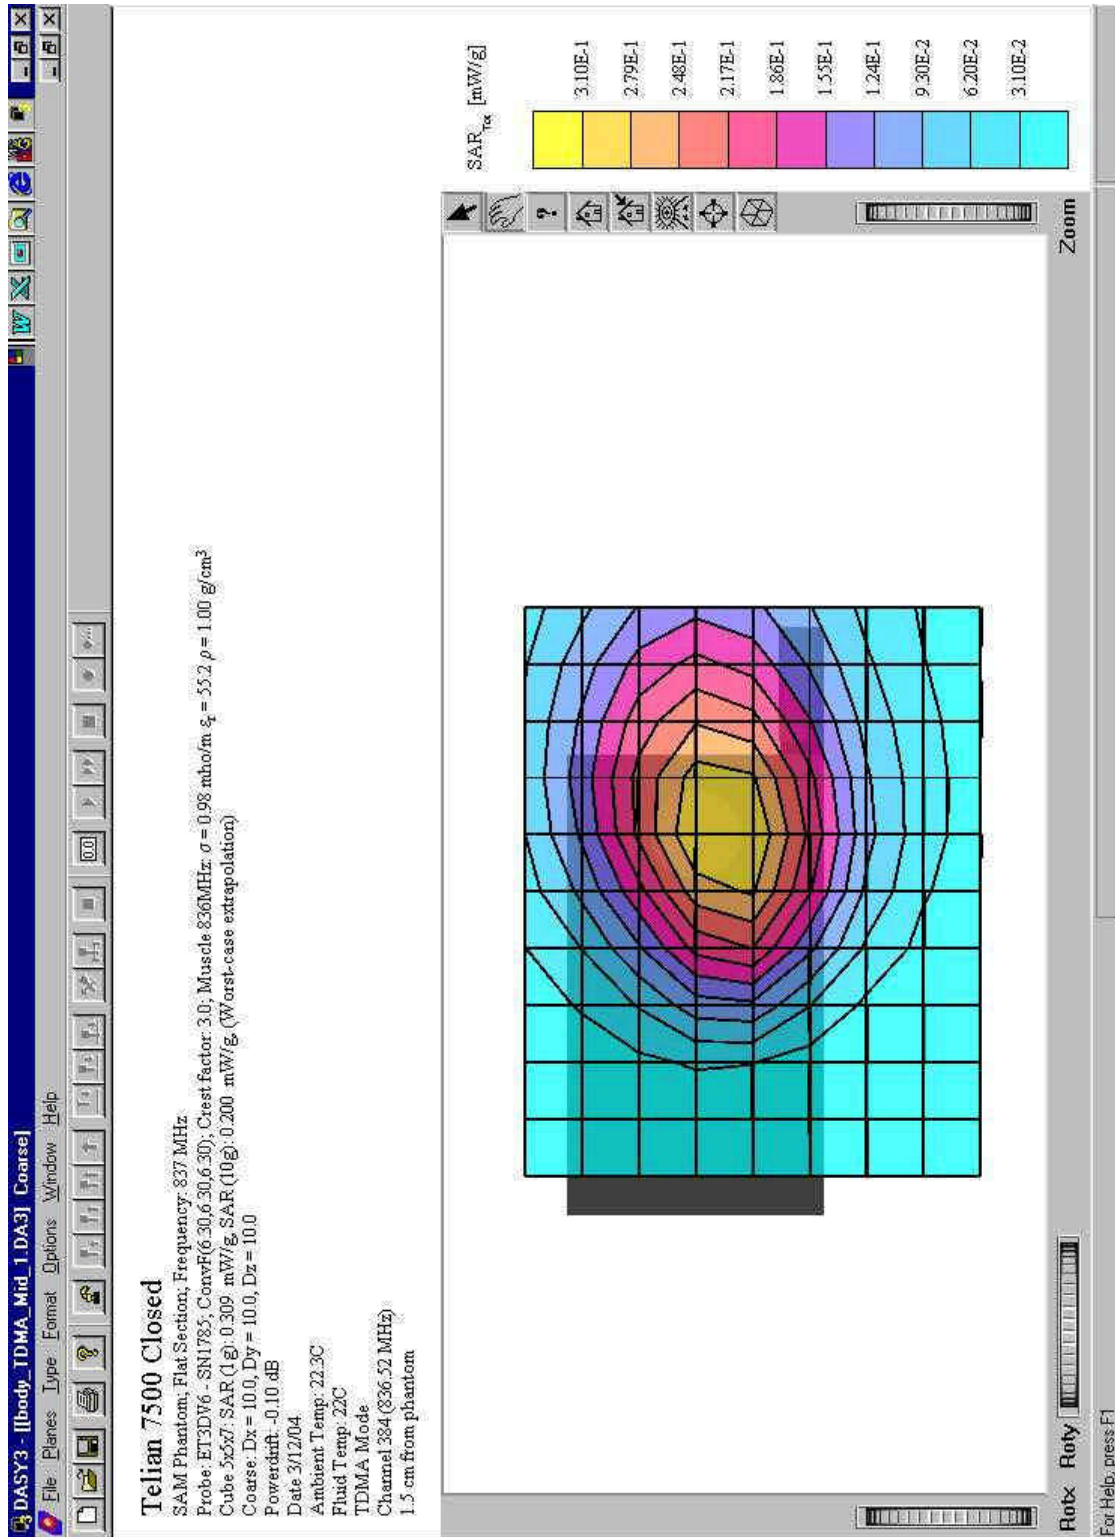 DASY3 - [[body_TDMA_Mid_1.DA3]  Coarse]
File Planes Type Format Options Window Help
0.0
Telian 7500 Closed
SAM Phantom; Flat Section; Frequency: 837 MHz
Probe: ET3DV6 - SN1785; ConvF(6.30,6.30,6.30); Crest factor: 3.0; Muscle 836MHz: σ = 0.98 mho/m εr = 55.2 ρ = 1.00 g/cm³
Cube 5x5x7: SAR (1g): 0.309 mW/g, SAR (10g): 0.200 mW/g, (Worst-case extrapolation)
Coarse: Dx = 10.0, Dy = 10.0, Dz = 10.0
Powerdrift: -0.10 dB
Date 3/12/04
Ambient Temp: 22.3C
Fluid Temp: 22C
TDMA Mode
Channel 384 (836.52 MHz)
1.5 cm from phantom
SAR Tot [mW/g]
3.10E-1
2.79E-1
2.48E-1
2.17E-1
1.86E-1
1.55E-1
1.24E-1
9.30E-2
6.20E-2
3.10E-2
Rotx Roty Zoom
For Help, press F1